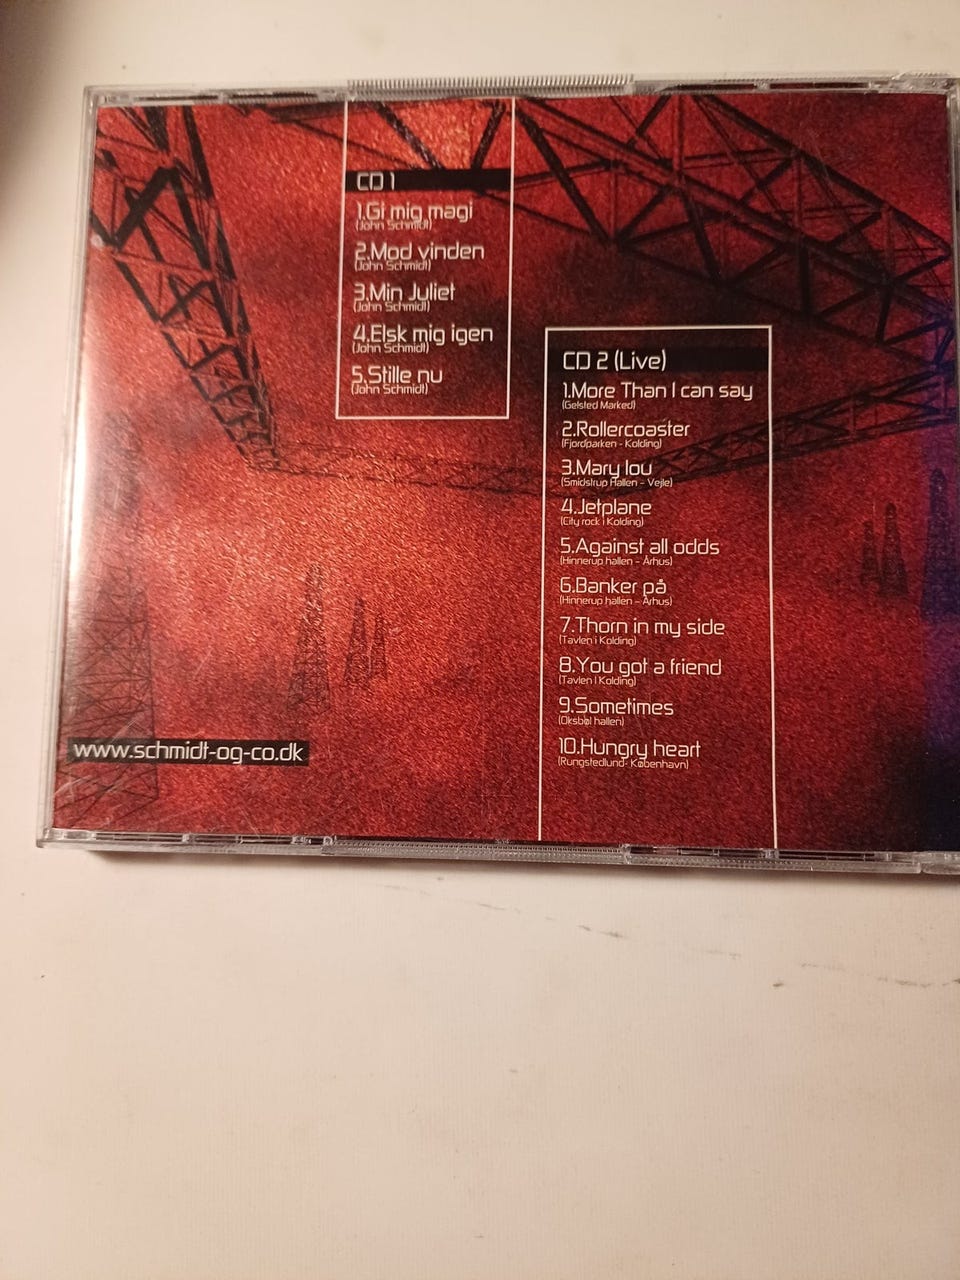 CD 1
1.Gi mig magi
(John Schmidt)
2.Mod vinden
(John Schmidt)
3.Min Juliet
(John Schmidt)
4.Elsk mig igen
(John Schmidt)
5.Stille nu
(John Schmidt)
CD 2 (Live)
1.More Than I can say
(Gelsted Marked)
2.Rollercoaster
(Fjordparken - Kolding)
3.Mary lou
(Smidstrup Hallen - Vejle)
4.Jetplane
(City rock i Kolding)
5.Against all odds
(Hinnerup hallen - Århus)
6.Banker på
(Hinnerup hallen - Århus)
7.Thorn in my side
(Tavlen i Kolding)
8.You got a friend
(Tavlen I Kolding)
9.Sometimes
(Oksbøl hallen)
10.Hungry heart
(Rungstedlund- København)
www.schmidt-og-co.dk